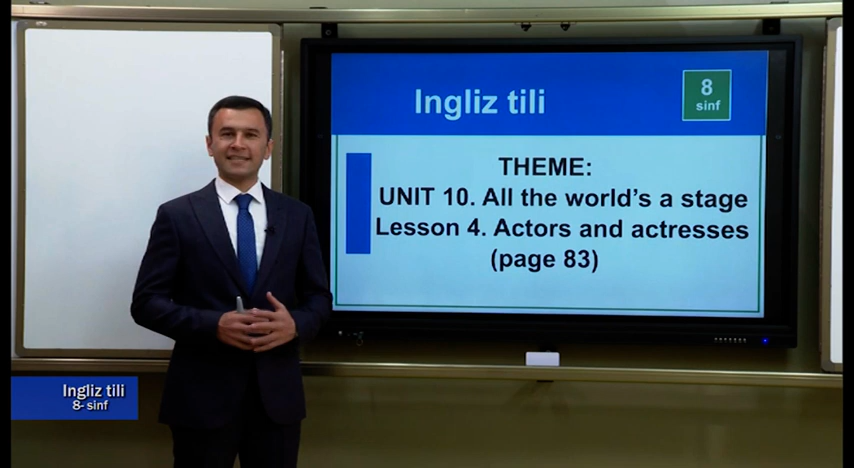 Ingliz tili
8
sinf
THEME:
UNIT 10. All the world's a stage
Lesson 4. Actors and actresses
(page 83)
Ingliz tili
8- sinf